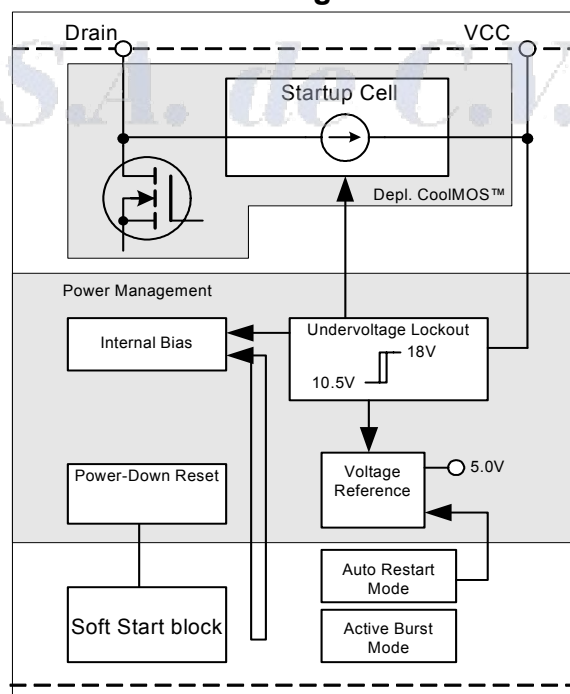 Drain
VCC
S.A. de C.V.
Startup Cell
Depl. CoolMOS™
Power Management
Internal Bias
Undervoltage Lockout
18V
10.5V
Power-Down Reset
Voltage
Reference
5.0V
Auto Restart
Mode
Soft Start block
Active Burst
Mode